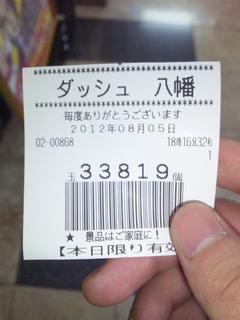 ダッシュ 八幡
毎度ありがとうございます
2012年08月05日
02-00868 18時16分32秒
1
玉 33819 個
★ 景品はご家庭に！
【本日限り有効